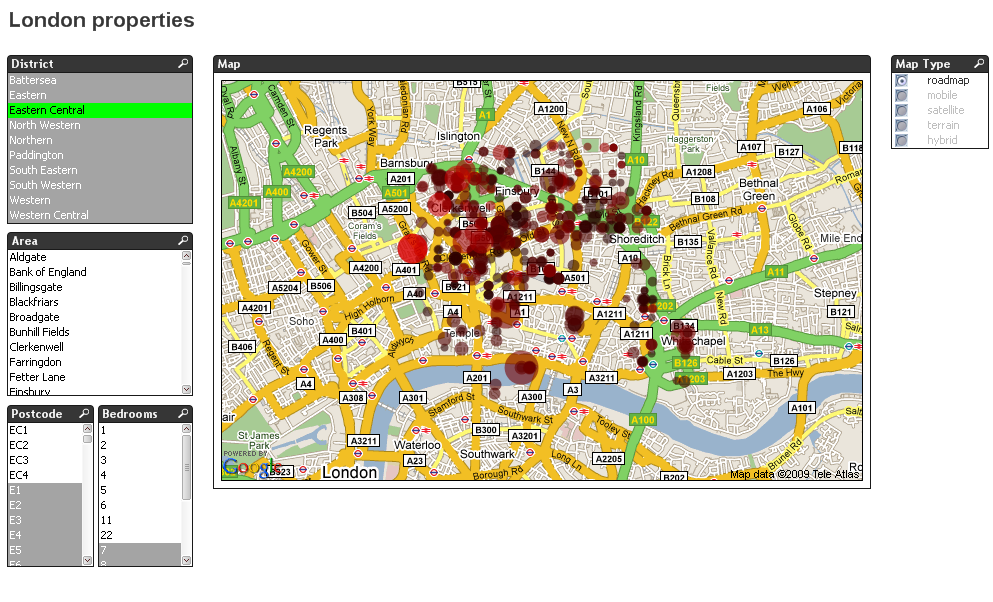 London properties
District
Battersea
Eastern
Eastern Central
North Western
Northern
Paddington
South Eastern
South Western
Western
Western Central
Area
Aldgate
Bank of England
Billingsgate
Blackfriars
Broadgate
Bunhill Fields
Clerkenwell
Farringdon
Fetter Lane
Finsbury
Postcode
EC1
EC2
EC3
EC4
E1
E2
E3
E4
E5
E6
Bedrooms
1
2
3
4
5
6
11
22
7
8
Map
B515
Fields
Camden St
York Way
A1
A1200
Kingsland Rd
A106
Regents
Park
Islington
New N Rd
Haggerston
Park
A107
B127
B118
Albany St
A4200
Barnsbury
A10
A400
A201
A501
B144
A1208
Bethnal
Green
A4201
A5200
Finsbury
Hackney Rd
B108
B504
Clerkenwell
B101
Coram's
Fields
Bethnal Green Rd
Shoreditch
B135
Mile End
Globe Rd
Gower St
A4200
A401
A10
A11
A5204
B506
A40
B521
A501
Brick Ln
Stepney
A4201
High Holborn
A1211
New Rd
Soho
A4
A1
A1211
B121
B401
Temple
B134
A13
B406
A400
Aldwych
A1211
Whitechapel
Regent St
B126
Cable St
B126
A4
A201
A3211
A1203
The Hwy
A308
A301
A300
A3
A101
Stamford St
Southwark St
A100
St James
Park
A3211
Waterloo
B300
A3201
Tooley St
A23
Southwark
Long Ln
A2205
Brunel Rd
POWERED BY
Google
B323
London
Borough Rd
B202
Map data ©2009 Tele Atlas
Map Type
roadmap
mobile
satellite
terrain
hybrid